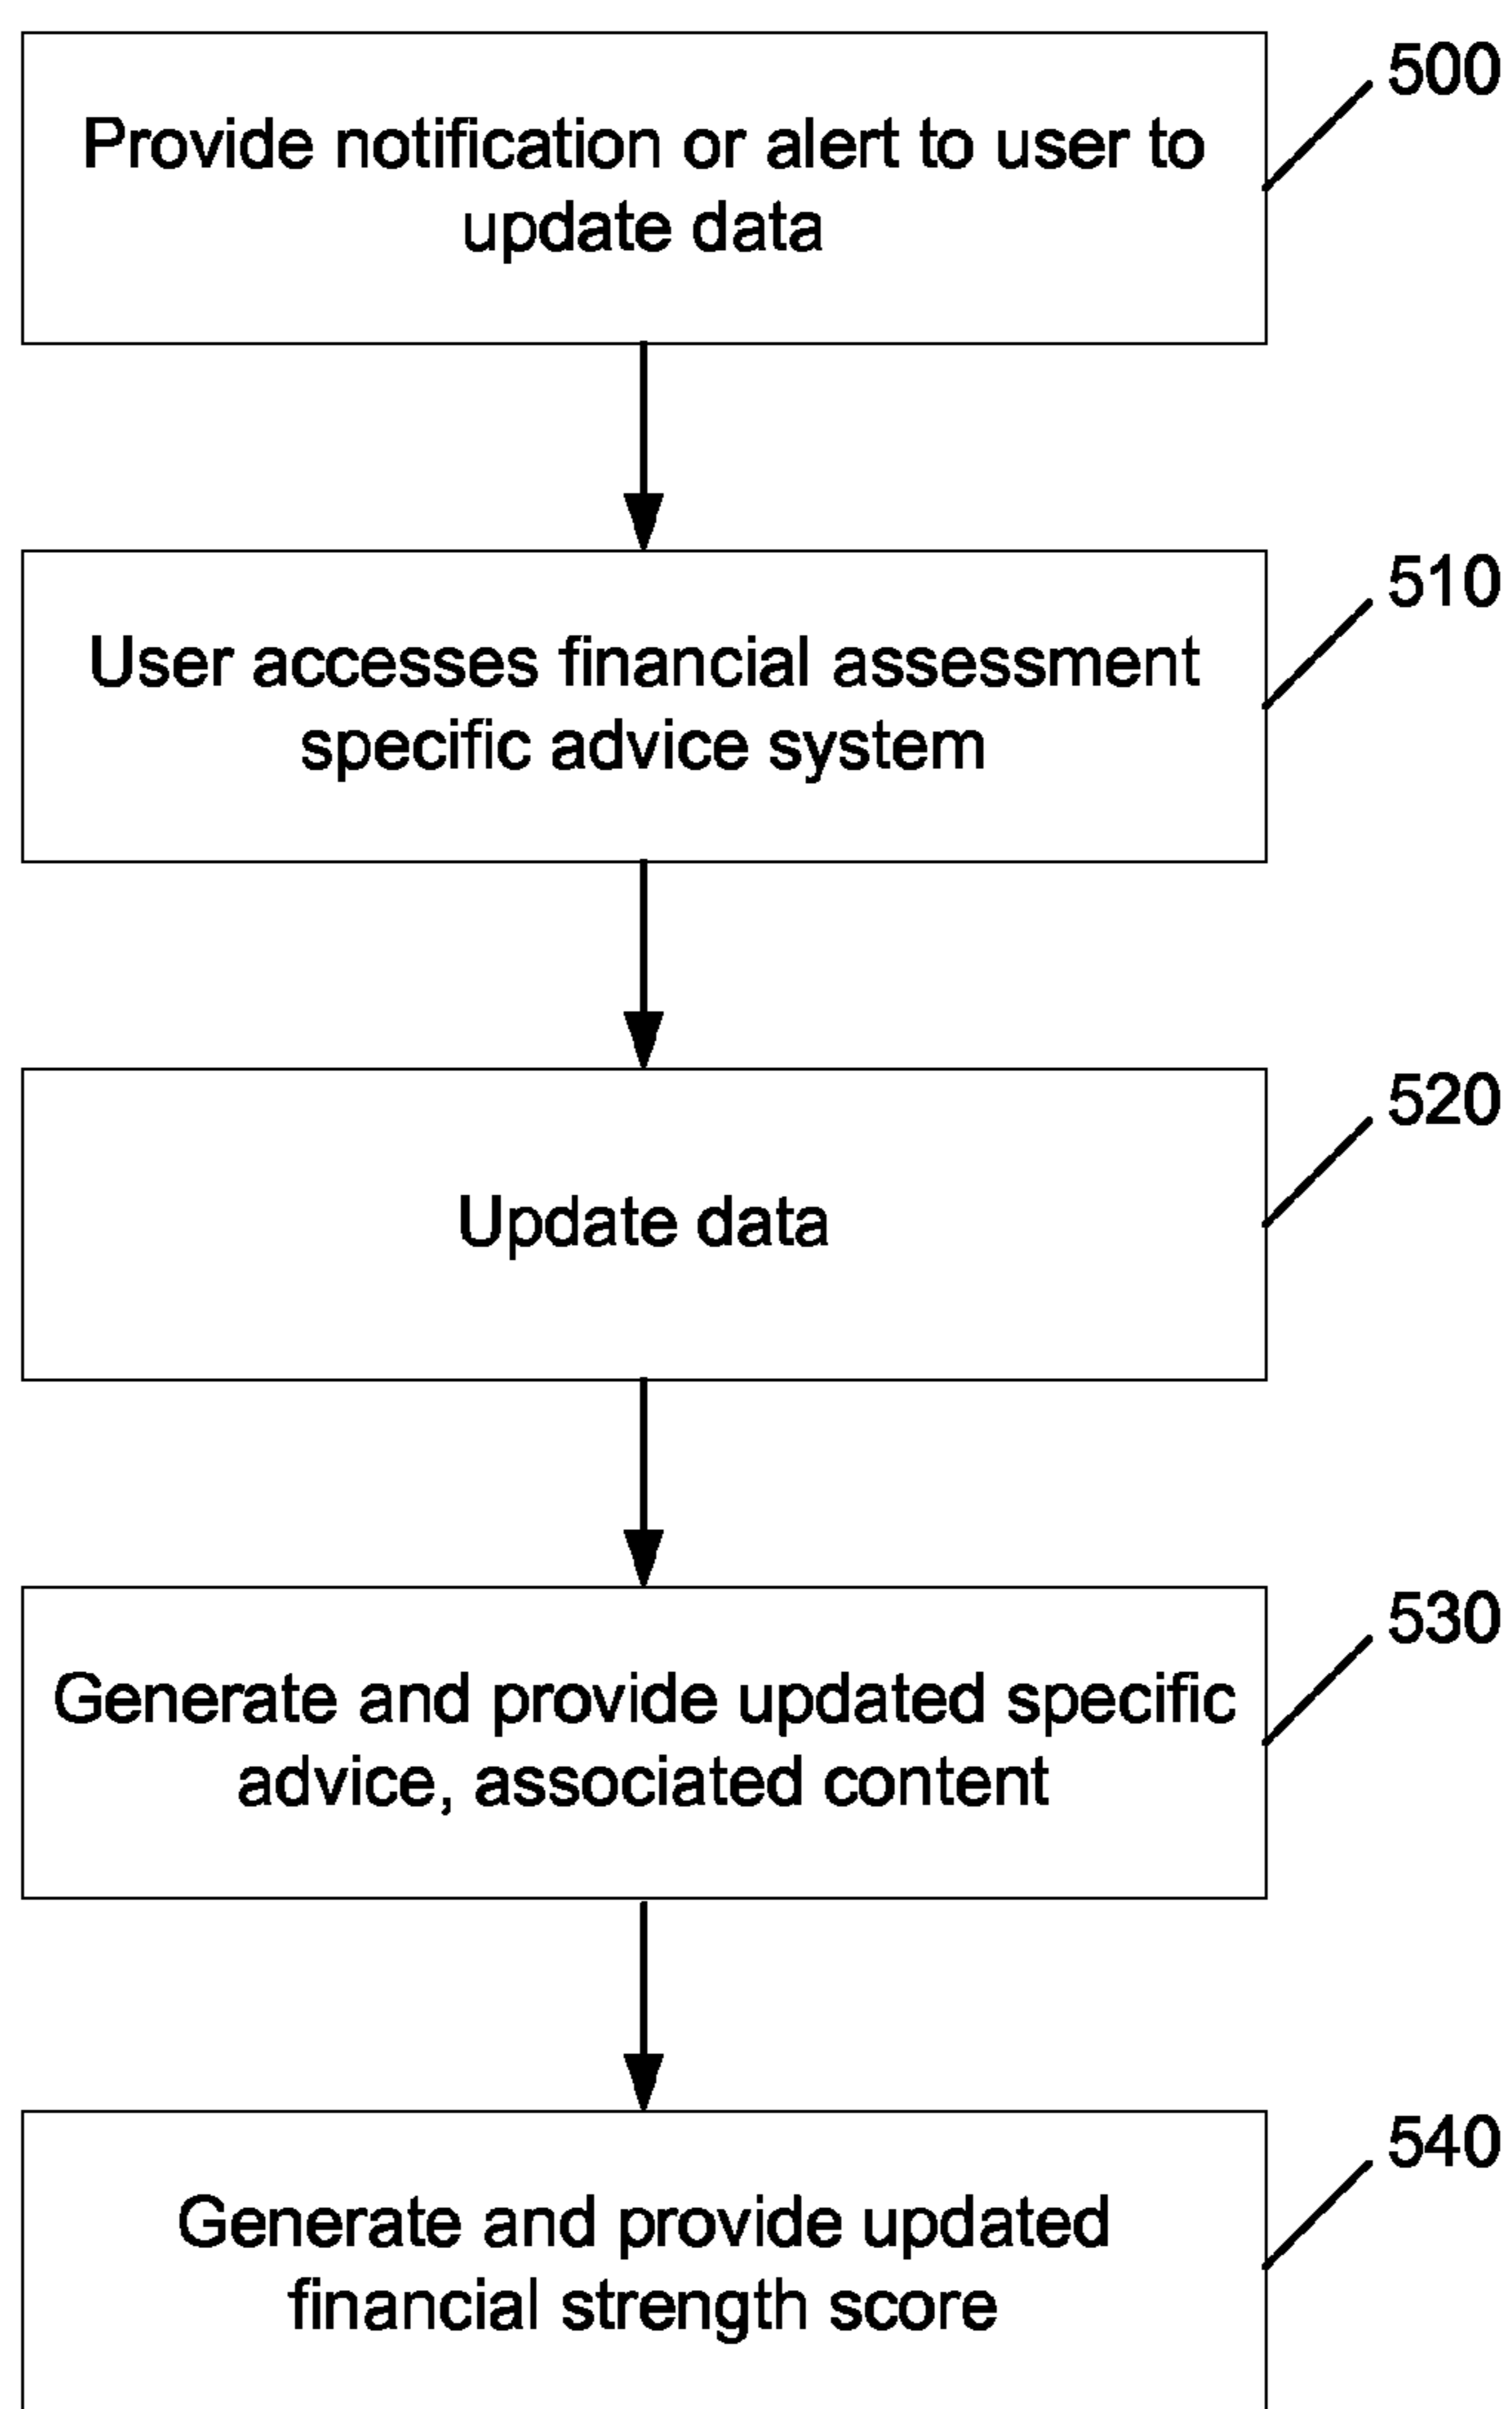 500
Provide notification or alert to user to
update data
510
User accesses financial assessment
specific advice system
520
Update data
530
Generate and provide updated specific
advice, associated content
540
Generate and provide updated
financial strength score